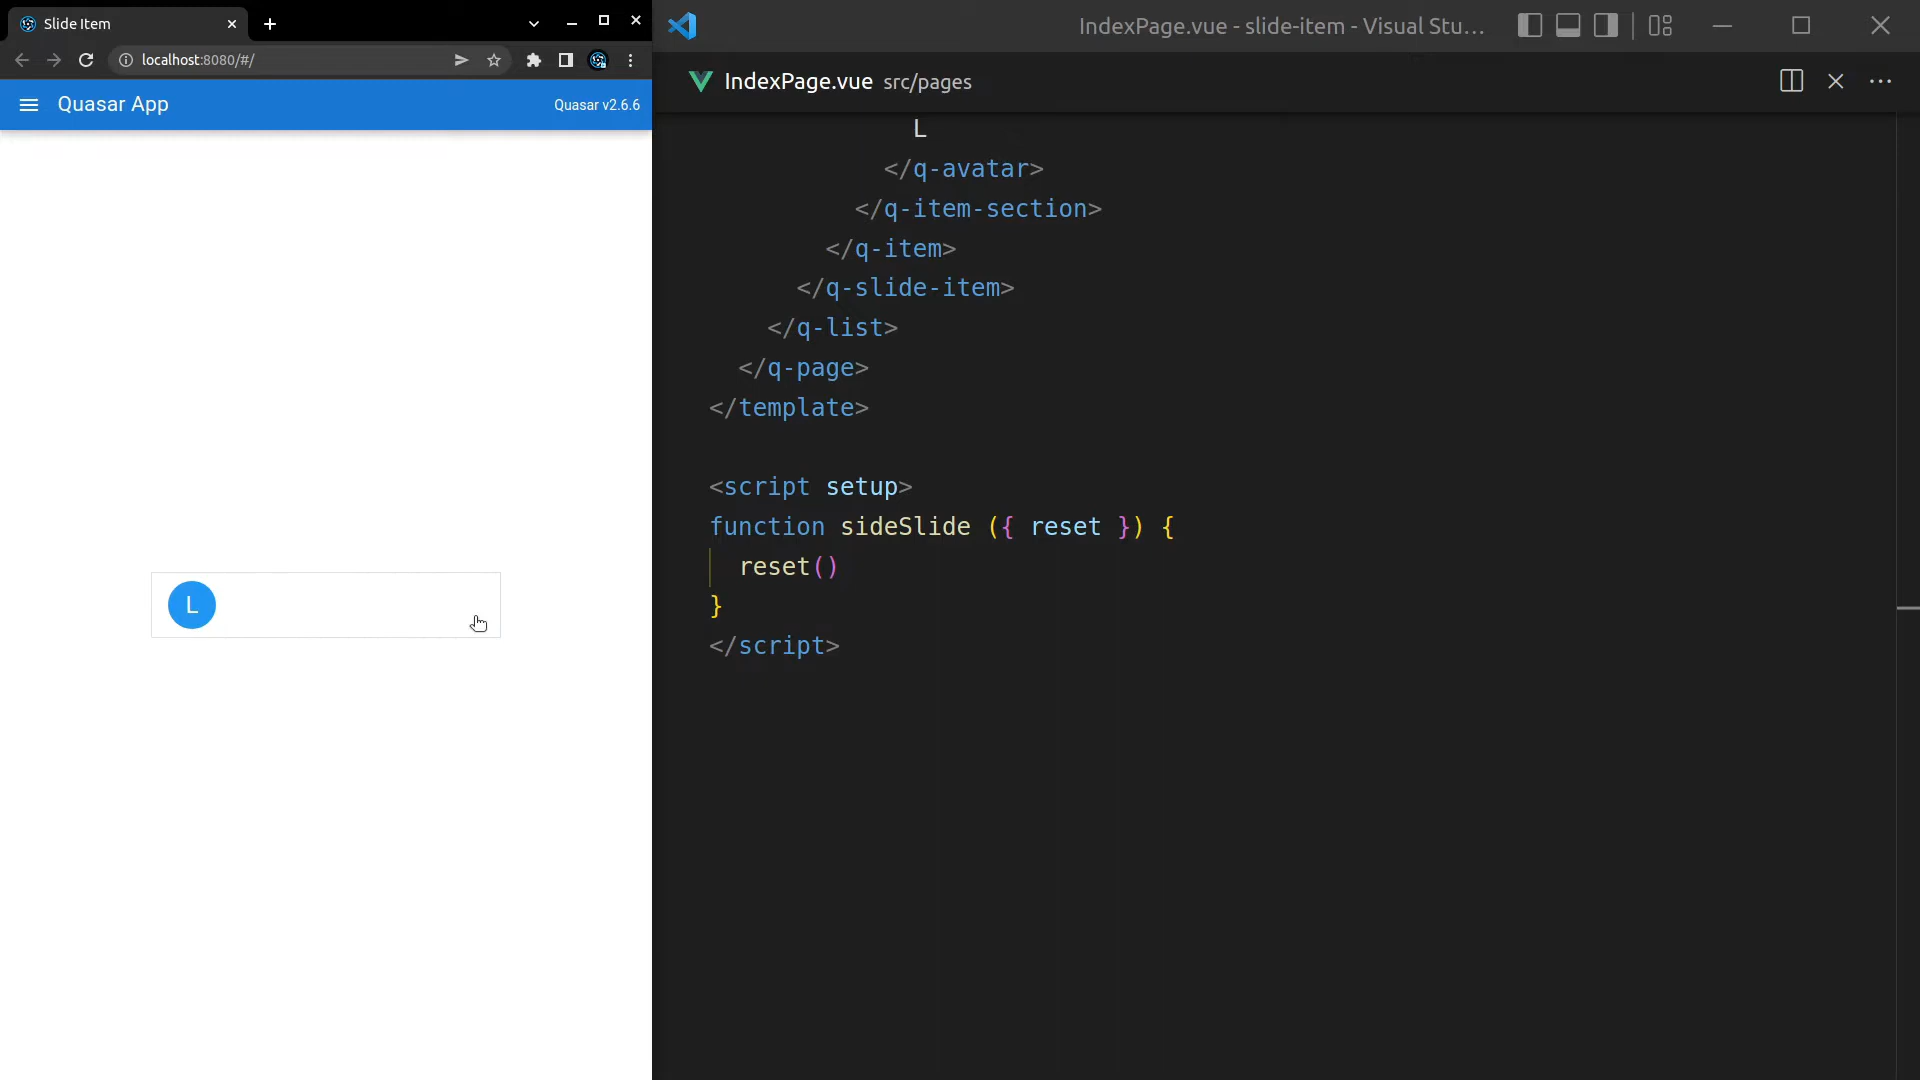 Slide Item
localhost:8080/#/
Quasar App
Quasar v2.6.6
L
IndexPage.vue - slide-item - Visual Stu...
IndexPage.vue src/pages
L
</q-avatar>
</q-item-section>
</q-item>
</q-slide-item>
</q-list>
</q-page>
</template>
<script setup>
function sideSlide ({ reset }) {
reset()
}
</script>